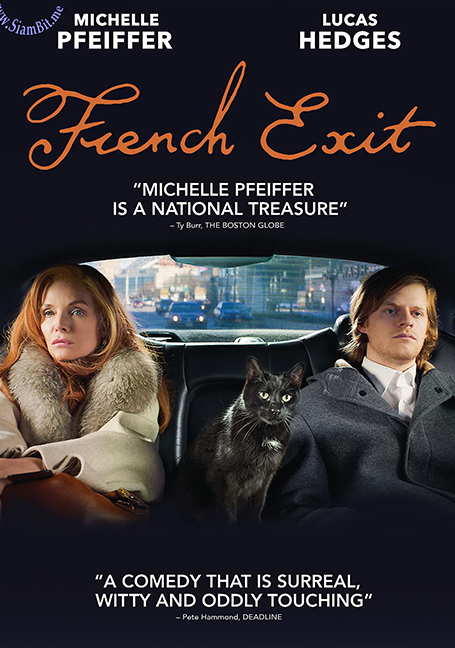 www.SiamBit.me
MICHELLE
PFEIFFER
LUCAS
HEDGES
French Exit
“MICHELLE PFEIFFER
IS A NATIONAL TREASURE”
– Ty Burr, THE BOSTON GLOBE
“A COMEDY THAT IS SURREAL,
WITTY AND ODDLY TOUCHING”
– Pete Hammond, DEADLINE